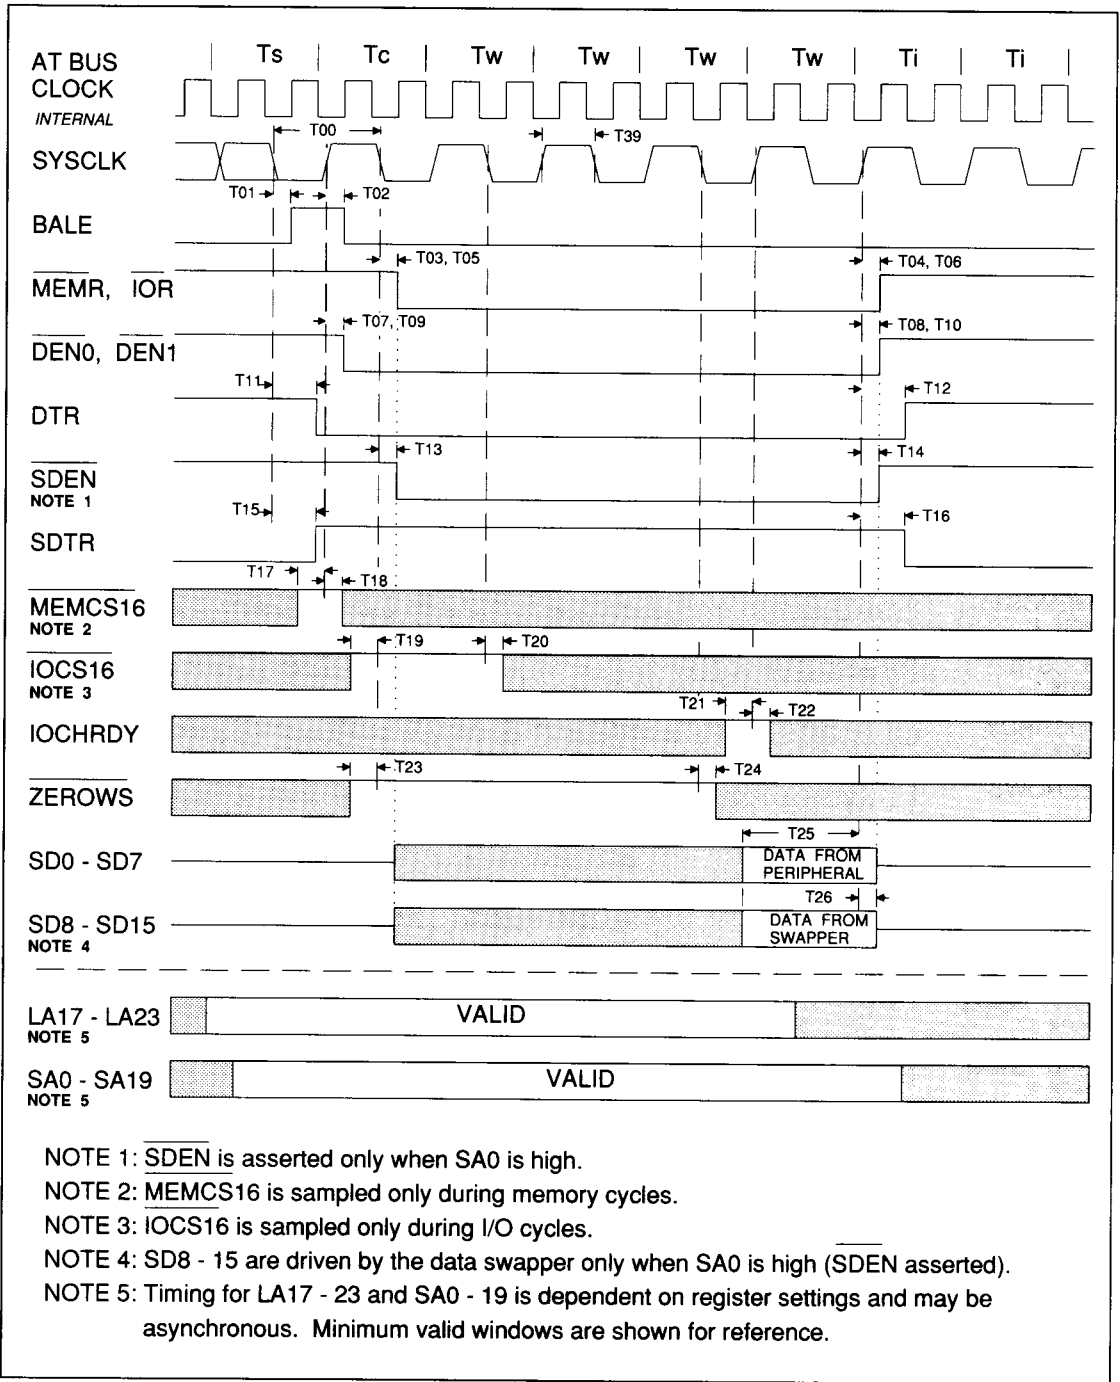 AT BUS
CLOCK
INTERNAL
Ts | Tc | Tw | Tw | Tw | Tw | Ti | Ti
T00
T39
SYSCLK
T01
T02
BALE
T03, T05
T04, T06
MEMR, IOR
T07, T09
T08, T10
DEN0, DEN1
T11
T12
DTR
T13
T14
SDEN
NOTE 1
T15
T16
SDTR
T17
T18
MEMCS16
NOTE 2
T19
T20
IOCS16
NOTE 3
T21
T22
IOCHRDY
T23
T24
ZEROWS
T25
SD0 - SD7
DATA FROM
PERIPHERAL
T26
SD8 - SD15
NOTE 4
DATA FROM
SWAPPER
LA17 - LA23
NOTE 5
VALID
SA0 - SA19
NOTE 5
VALID
NOTE 1: SDEN is asserted only when SA0 is high.
NOTE 2: MEMCS16 is sampled only during memory cycles.
NOTE 3: IOCS16 is sampled only during I/O cycles.
NOTE 4: SD8 - 15 are driven by the data swapper only when SA0 is high (SDEN asserted).
NOTE 5: Timing for LA17 - 23 and SA0 - 19 is dependent on register settings and may be
asynchronous. Minimum valid windows are shown for reference.